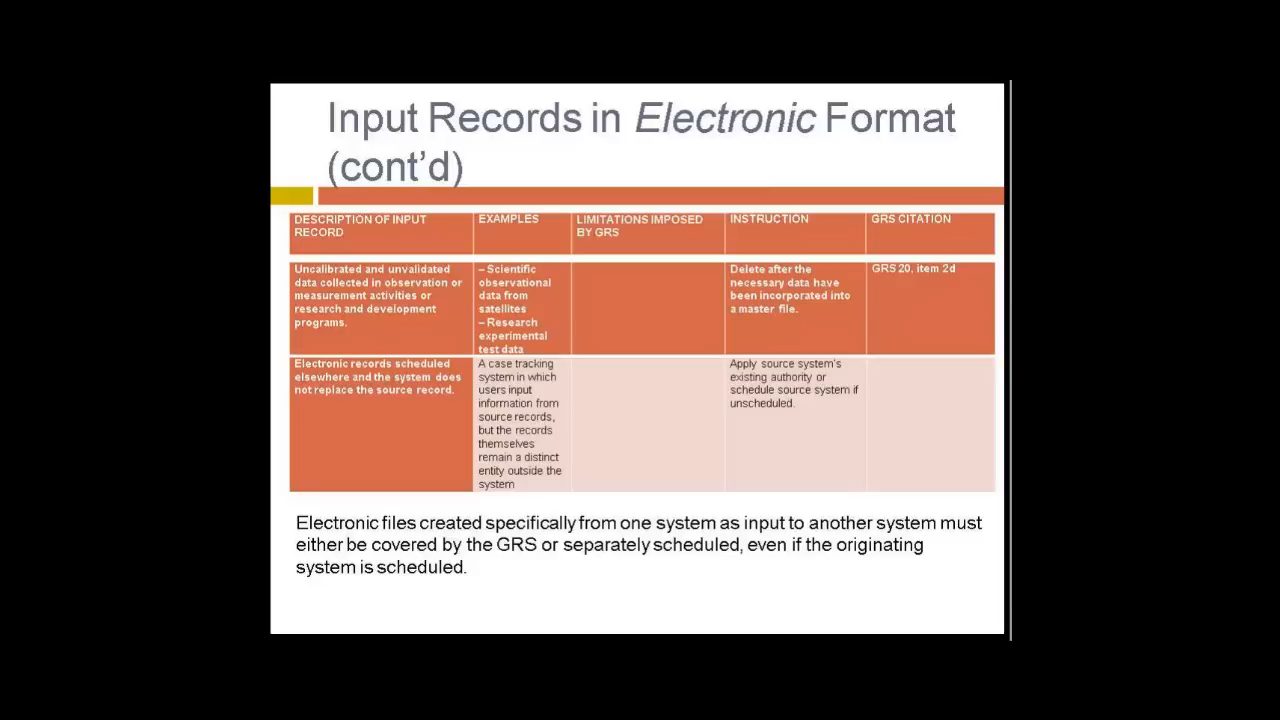 Input Records in Electronic Format
(cont'd)
DESCRIPTION OF INPUT
RECORD
EXAMPLES
LIMITATIONS IMPOSED
BY GRS
INSTRUCTION
GRS CITATION
Uncalibrated and unvalidated
data collected in observation or
measurement activities or
research and development
programs.
– Scientific
observational
data from
satellites
– Research
experimental
test data
Delete after the
necessary data have
been incorporated into
a master file.
GRS 20, item 2d
Electronic records scheduled
elsewhere and the system does
not replace the source record.
A case tracking
system in which
users input
information from
source records,
but the records
themselves
remain a distinct
entity outside the
system
Apply source system's
existing authority or
schedule source system if
unscheduled.
Electronic files created specifically from one system as input to another system must
either be covered by the GRS or separately scheduled, even if the originating
system is scheduled.